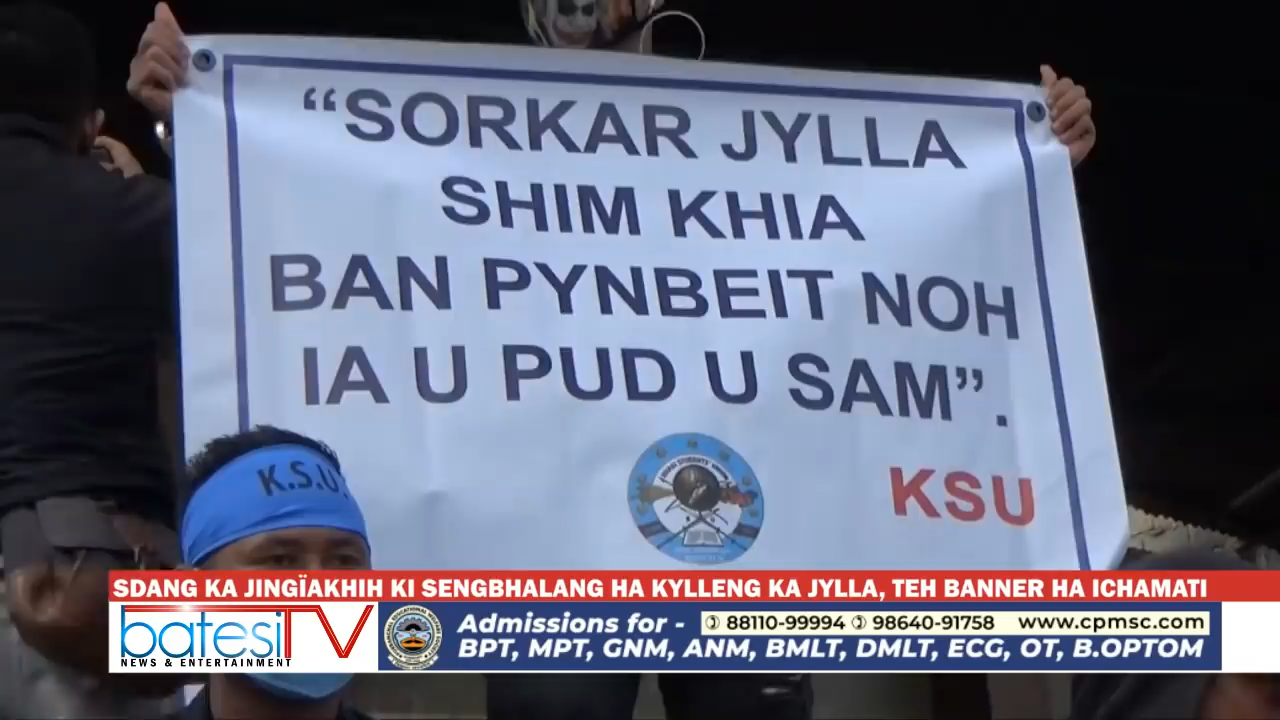 “SORKAR JYLLA
SHIM KHIA
BAN PYNBEIT NOH
IA U PUD U SAM”.
KSU
K.S.U.
SDANG KA JINGÏAKHIH KI SENGBHALANG HA KYLLENG KA JYLLA, TEH BANNER HA ICHAMATI
batesi TV
NEWS & ENTERTAINMENT
Admissions for - 88110-99994 98640-91758 www.cpmsc.com
BPT, MPT, GNM, ANM, BMLT, DMLT, ECG, OT, B.OPTOM